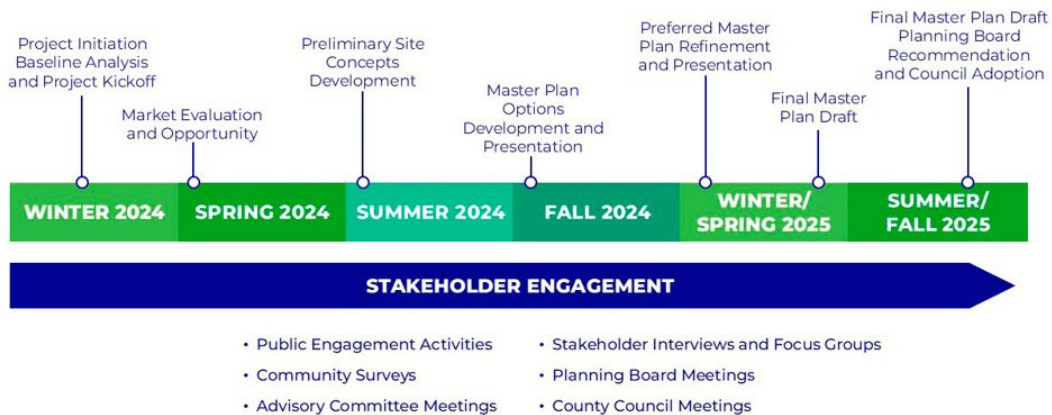 Project Initiation
Baseline Analysis
and Project Kickoff
Market Evaluation
and Opportunity
Preliminary Site
Concepts
Development
Master Plan
Options
Development and
Presentation
Preferred Master
Plan Refinement
and Presentation
Final Master
Plan Draft
Final Master Plan Draft
Planning Board
Recommendation
and Council Adoption
WINTER 2024
SPRING 2024
SUMMER 2024
FALL 2024
WINTER/
SPRING 2025
SUMMER/
FALL 2025
STAKEHOLDER ENGAGEMENT
• Public Engagement Activities
• Community Surveys
• Advisory Committee Meetings
• Stakeholder Interviews and Focus Groups
• Planning Board Meetings
• County Council Meetings